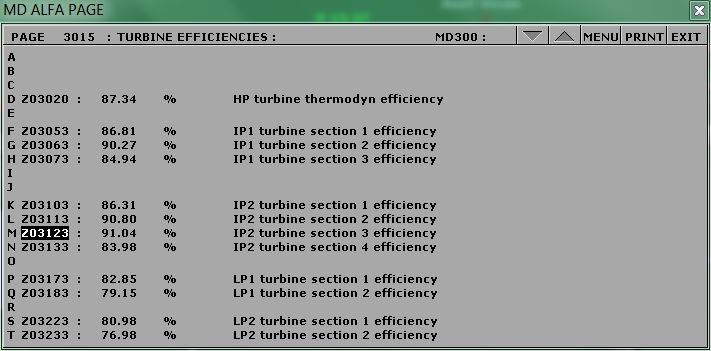 MD ALFA PAGE
PAGE 3015 : TURBINE EFFICIENCIES : MD300 : MENU PRINT EXIT
A
B
C
D Z03020 : 87.34 % HP turbine thermodyn efficiency
E
F Z03053 : 86.81 % IP1 turbine section 1 efficiency
G Z03063 : 90.27 % IP1 turbine section 2 efficiency
H Z03073 : 84.94 % IP1 turbine section 3 efficiency
I
J
K Z03103 : 86.31 % IP2 turbine section 1 efficiency
L Z03113 : 90.80 % IP2 turbine section 2 efficiency
M Z03123 : 91.04 % IP2 turbine section 3 efficiency
N Z03133 : 83.98 % IP2 turbine section 4 efficiency
O
P Z03173 : 82.85 % LP1 turbine section 1 efficiency
Q Z03183 : 79.15 % LP1 turbine section 2 efficiency
R
S Z03223 : 80.98 % LP2 turbine section 1 efficiency
T Z03233 : 76.98 % LP2 turbine section 2 efficiency